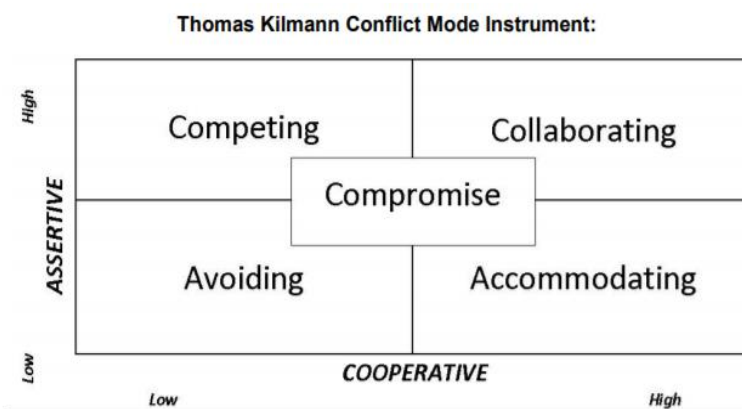 Thomas Kilmann Conflict Mode Instrument:
High
Competing
Collaborating
Compromise
ASSERTIVE
Avoiding
Accommodating
Low
COOPERATIVE
Low
High